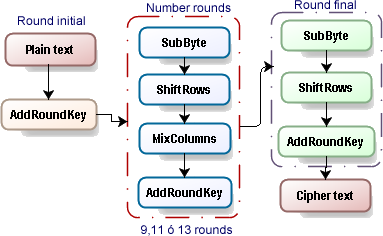 Round initial
Plain text
AddRoundKey
Number rounds
SubByte
ShiftRows
MixColumns
AddRoundKey
9,11 ó 13 rounds
Round final
SubByte
ShiftRows
AddRoundKey
Cipher text